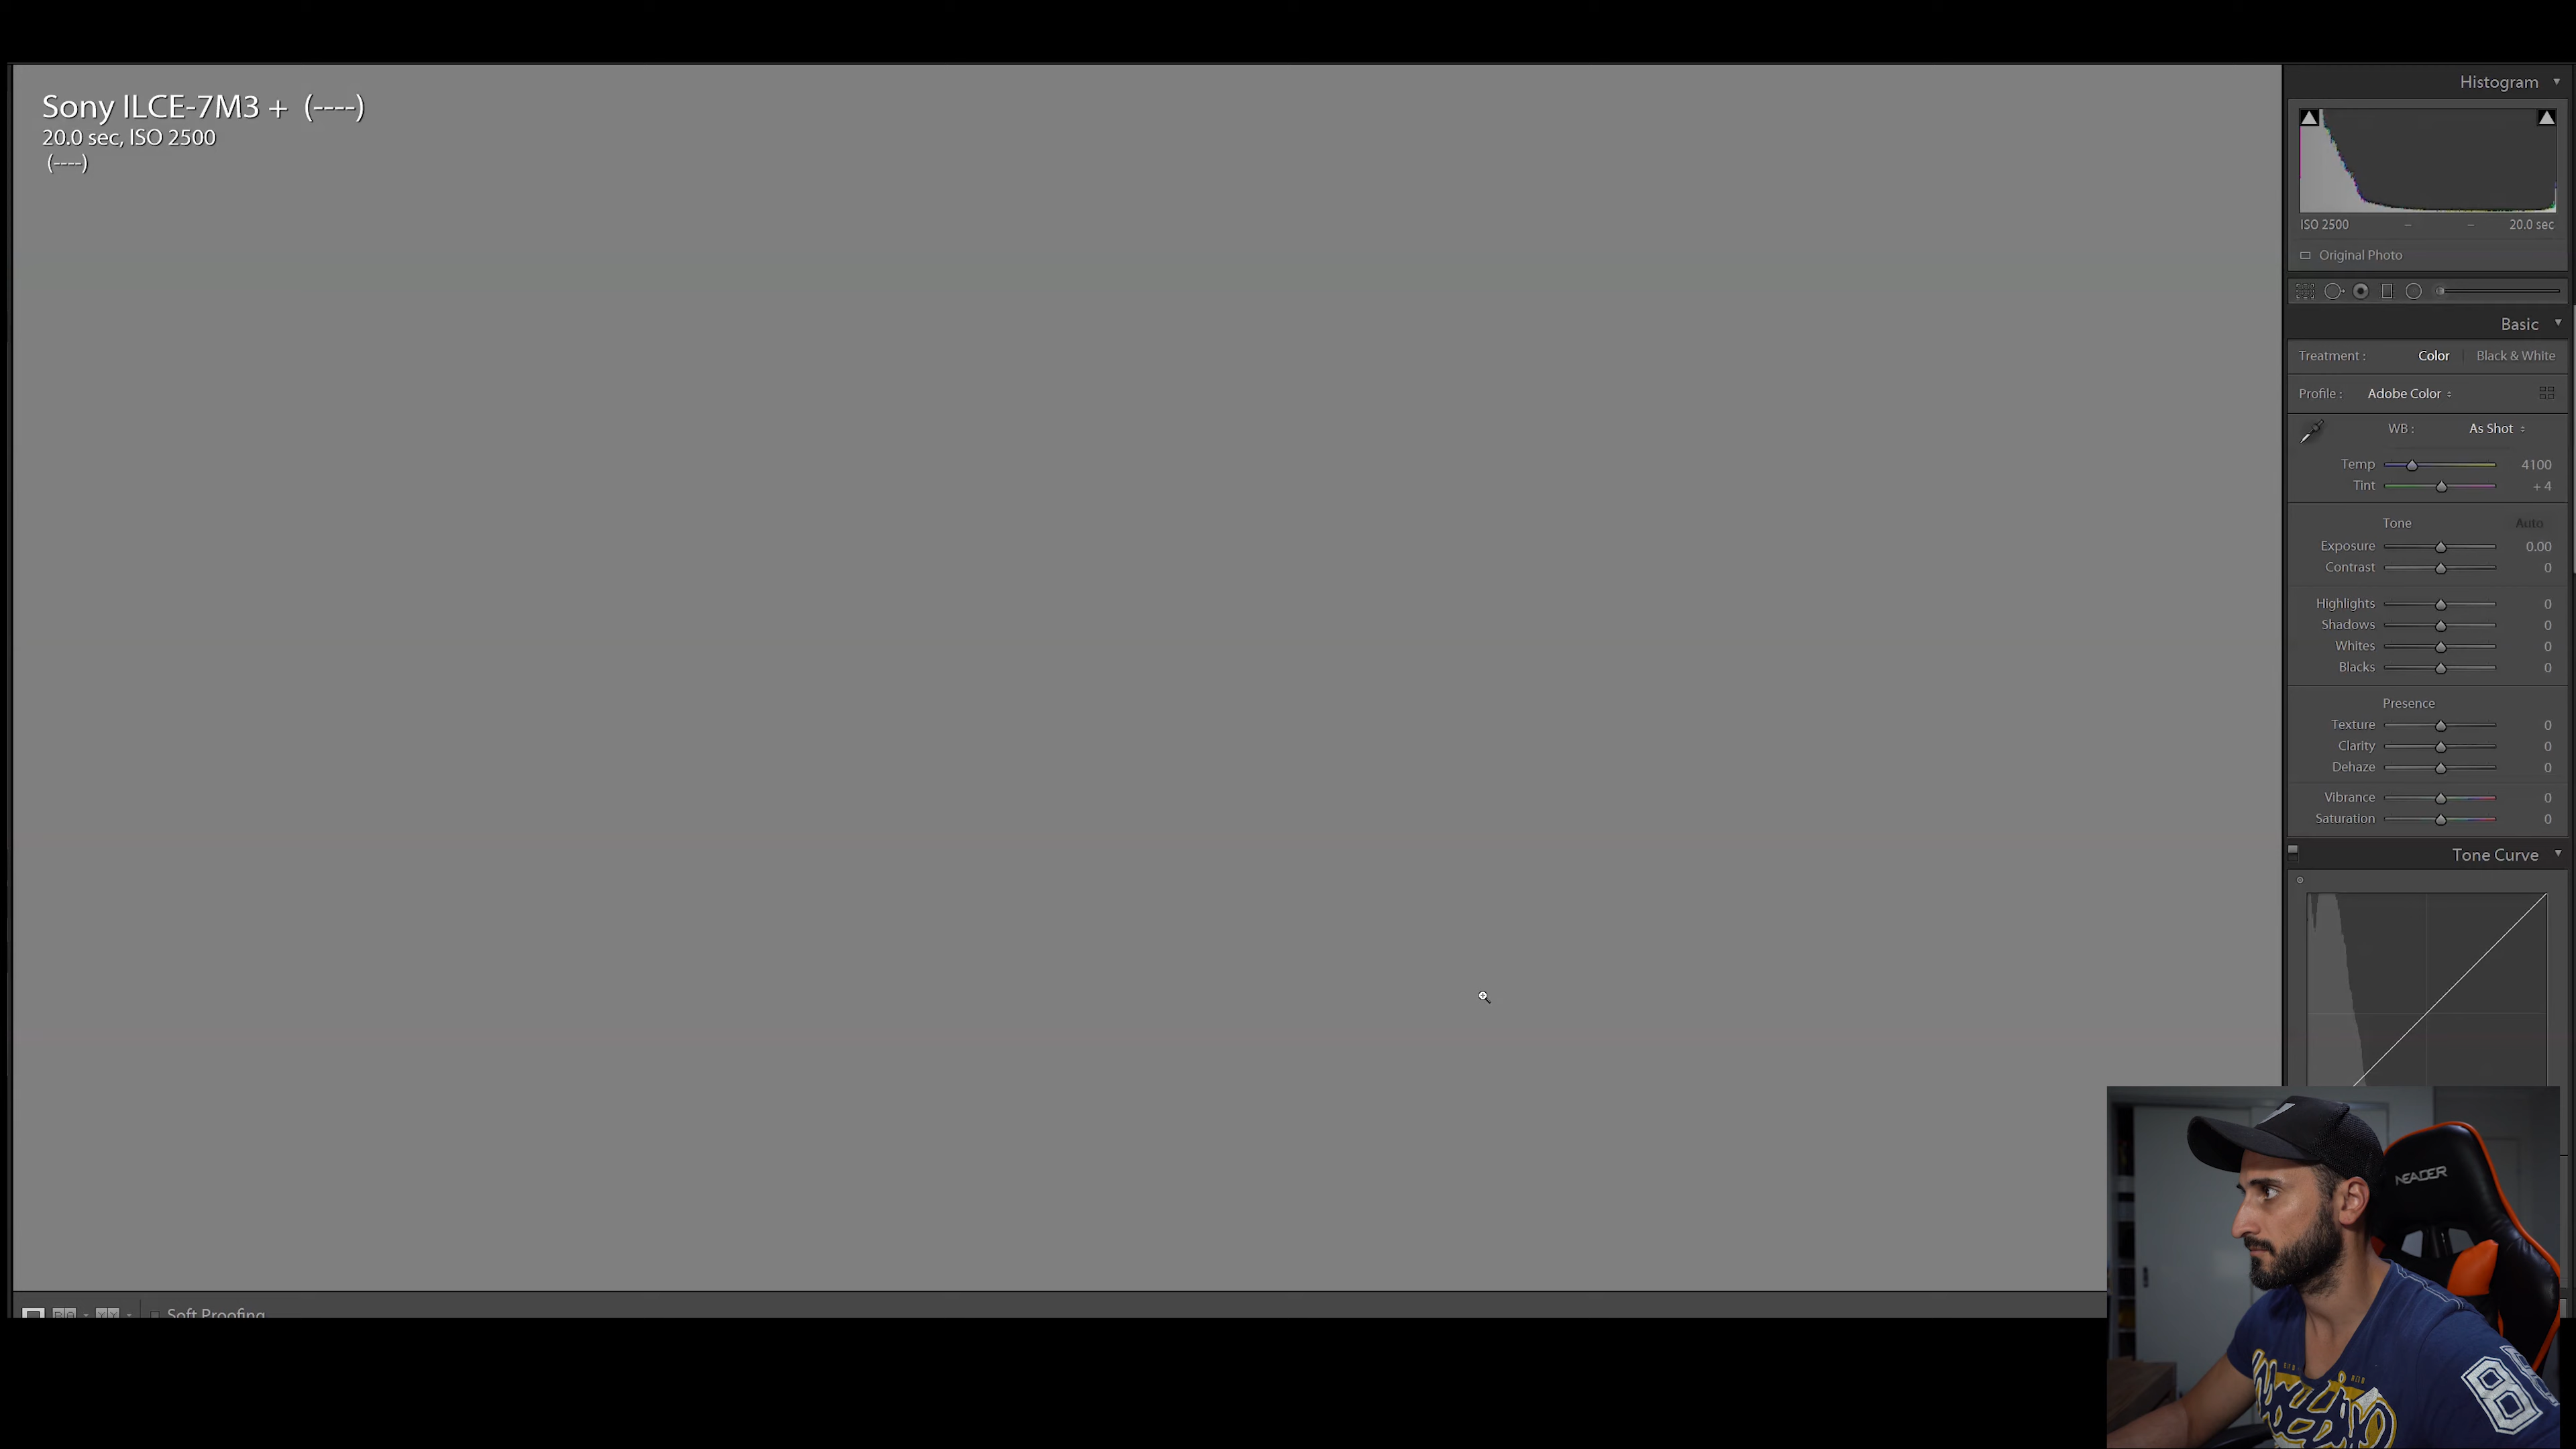 Sony ILCE-7M3 + (----)
20.0 sec, ISO 2500
(----)
Histogram
ISO 2500 – – 20.0 sec
Original Photo
Basic
Treatment : Color Black & White
Profile : Adobe Color
WB : As Shot
Temp 4100
Tint + 4
Tone Auto
Exposure 0.00
Contrast 0
Highlights 0
Shadows 0
Whites 0
Blacks 0
Presence
Texture 0
Clarity 0
Dehaze 0
Vibrance 0
Saturation 0
Tone Curve
NEADER
88
Soft Proofing